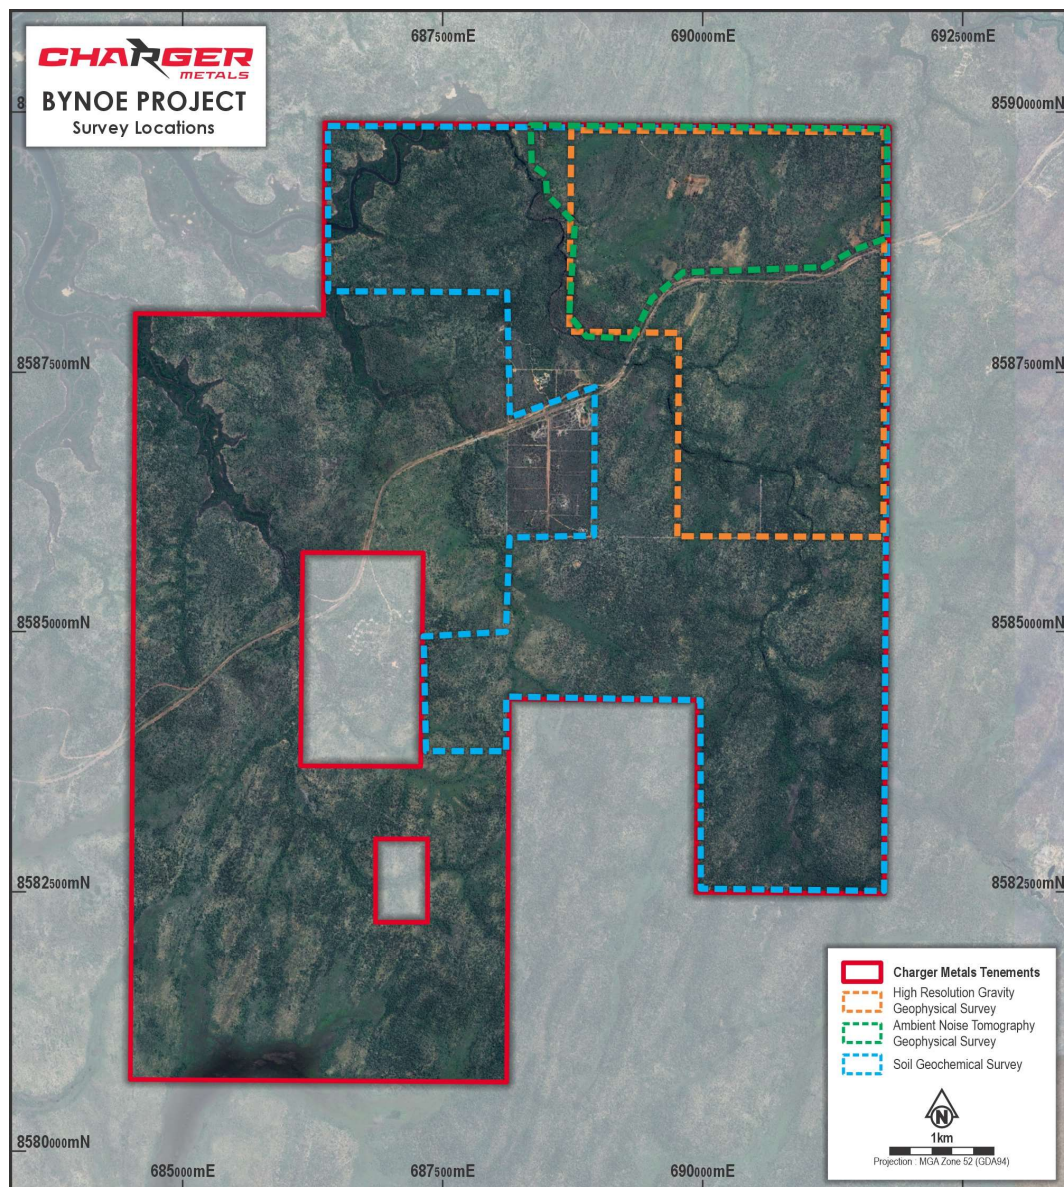 687500mE
690000mE
692500mE
CHARGER
METALS
BYNOE PROJECT
Survey Locations
8
8590000mN
8587500mN
8587500mN
8585000mN
8585000mN
8582500mN
8582500mN
Charger Metals Tenements
High Resolution Gravity
Geophysical Survey
Ambient Noise Tomography
Geophysical Survey
Soil Geochemical Survey
N
1km
Projection : MGA Zone 52 (GDA94)
8580000mN
685000mE
687500mE
690000mE